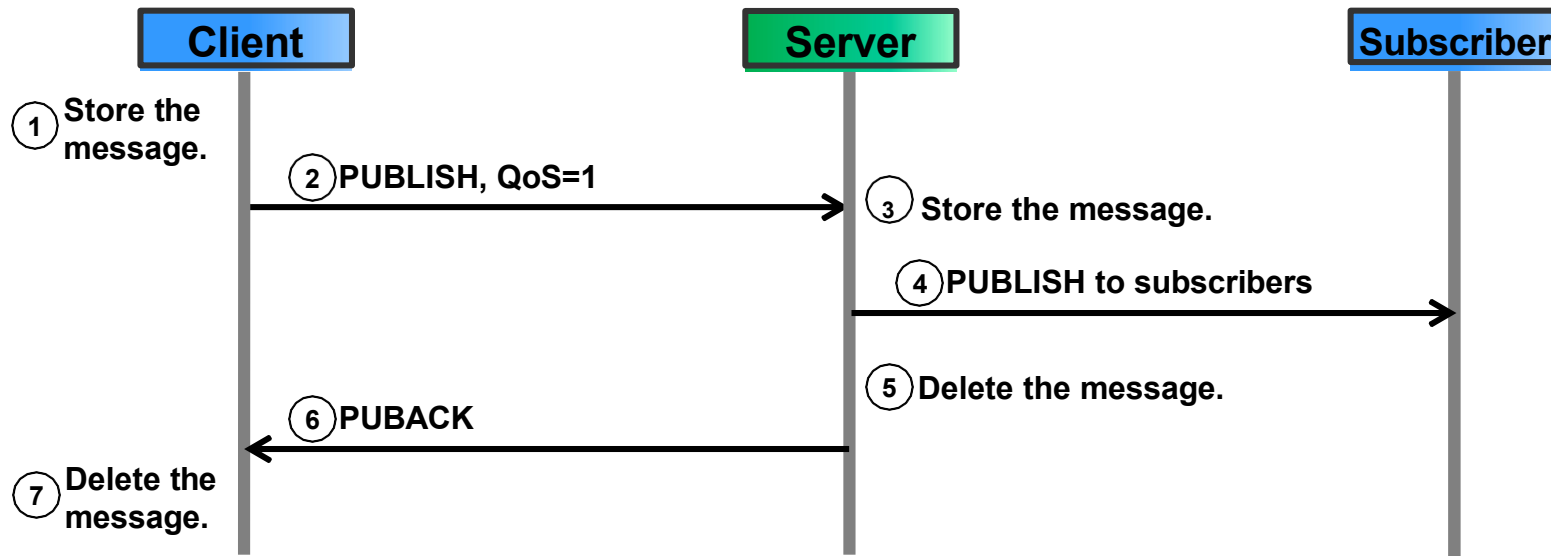 Client
Server
Subscriber
1 Store the
message.
2 PUBLISH, QoS=1
3 Store the message.
4 PUBLISH to subscribers
5 Delete the message.
6 PUBACK
7 Delete the
message.